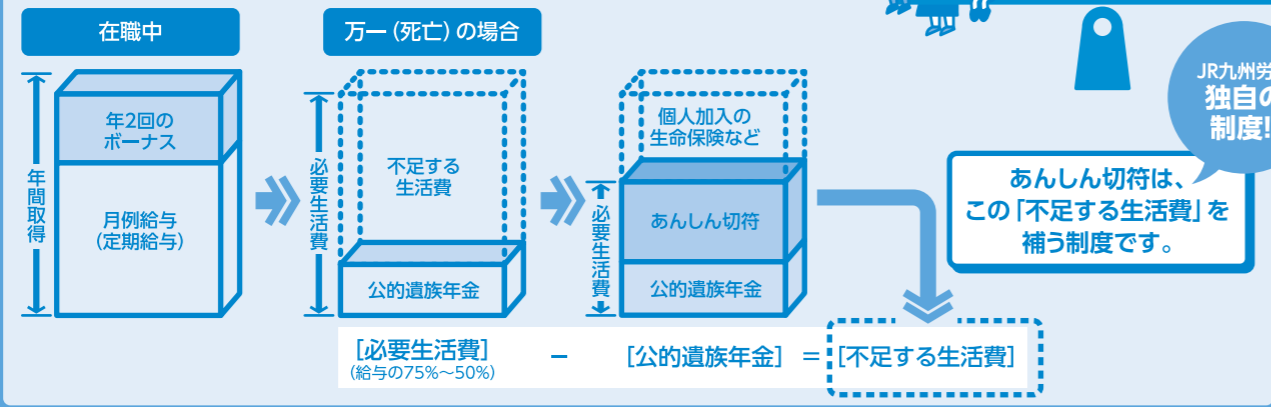 在職中
万一(死亡)の場合
年間取得
年2回の
ボーナス
月例給与
(定期給与)
必要生活費
不足する
生活費
公的遺族年金
必要生活費
個人加入の
生命保険など
あんしん切符
公的遺族年金
JR九州労
独自の
制度!
あんしん切符は、
この「不足する生活費」を
補う制度です。
[必要生活費] − [公的遺族年金] = [不足する生活費]
(給与の75%〜50%)